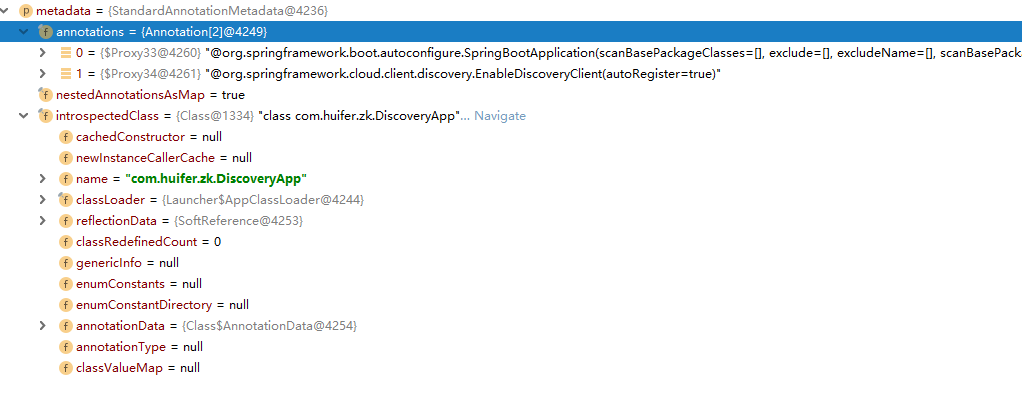 p metadata = {StandardAnnotationMetadata@4236}
f annotations = {Annotation[2]@4249}
0 = {$Proxy33@4260} "@org.springframework.boot.autoconfigure.SpringBootApplication(scanBasePackageClasses=[], exclude=[], excludeName=[], scanBasePack
1 = {$Proxy34@4261} "@org.springframework.cloud.client.discovery.EnableDiscoveryClient(autoRegister=true)"
f nestedAnnotationsAsMap = true
f introspectedClass = {Class@1334} "class com.huifer.zk.DiscoveryApp"... Navigate
f cachedConstructor = null
f newInstanceCallerCache = null
f name = "com.huifer.zk.DiscoveryApp"
f classLoader = {Launcher$AppClassLoader@4244}
f reflectionData = {SoftReference@4253}
f classRedefinedCount = 0
f genericInfo = null
f enumConstants = null
f enumConstantDirectory = null
f annotationData = {Class$AnnotationData@4254}
f annotationType = null
f classValueMap = null